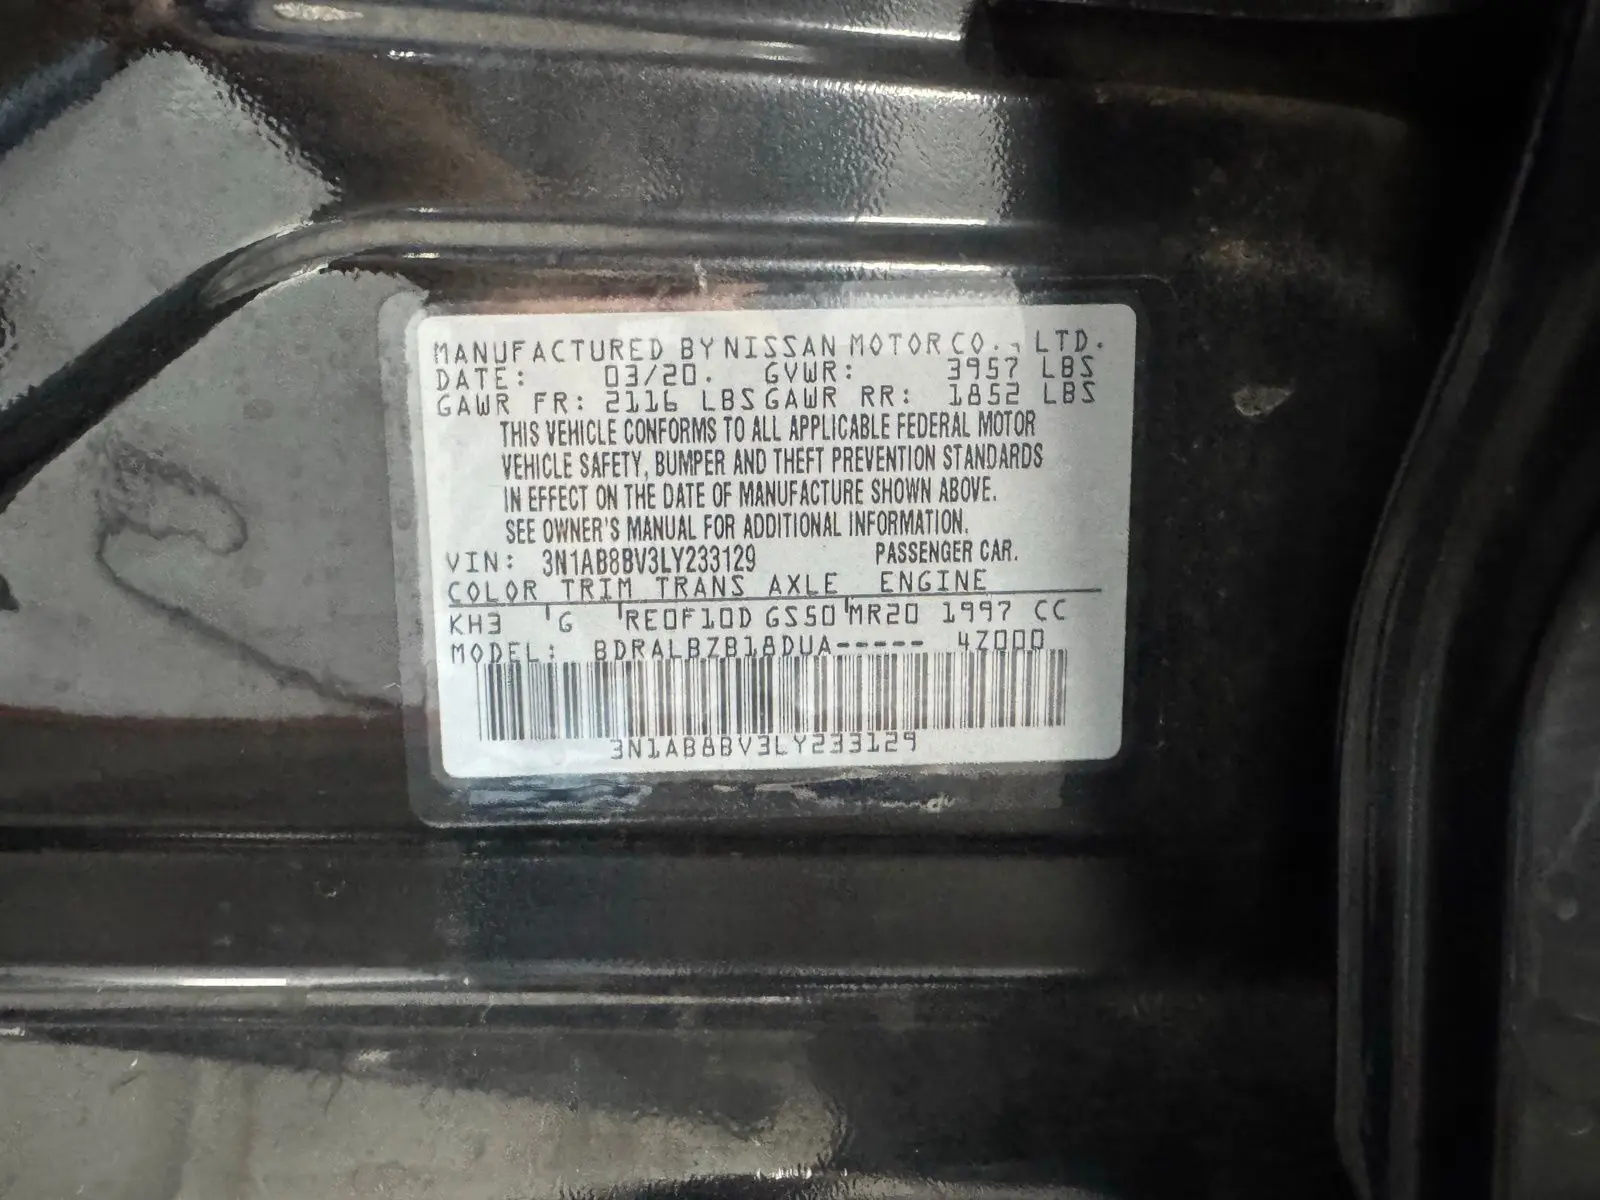 MANUFACTURED BY NISSAN MOTOR CO., LTD.
DATE: 03/20. GVWR: 3957 LBS
GAWR FR: 2116 LBS GAWR RR: 1852 LBS
THIS VEHICLE CONFORMS TO ALL APPLICABLE FEDERAL MOTOR
VEHICLE SAFETY, BUMPER AND THEFT PREVENTION STANDARDS
IN EFFECT ON THE DATE OF MANUFACTURE SHOWN ABOVE.
SEE OWNER'S MANUAL FOR ADDITIONAL INFORMATION.
VIN: 3N1AB8BV3LY233129 PASSENGER CAR.
COLOR TRIM TRANS AXLE ENGINE
KH3 G RE0F10D GS50 MR20 1997 CC
MODEL: BDRALBZB18DUA----- 4Z000
3N1AB8BV3LY233129